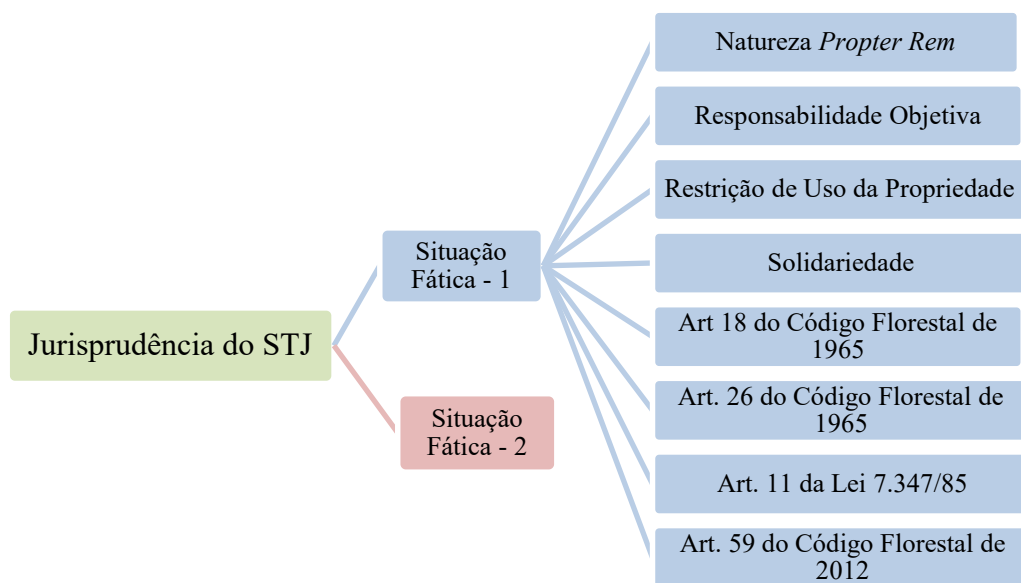 Jurisprudência do STJ
Situação
Fática - 1
Situação
Fática - 2
Natureza Propter Rem
Responsabilidade Objetiva
Restrição de Uso da Propriedade
Solidariedade
Art 18 do Código Florestal de
1965
Art. 26 do Código Florestal de
1965
Art. 11 da Lei 7.347/85
Art. 59 do Código Florestal de
2012